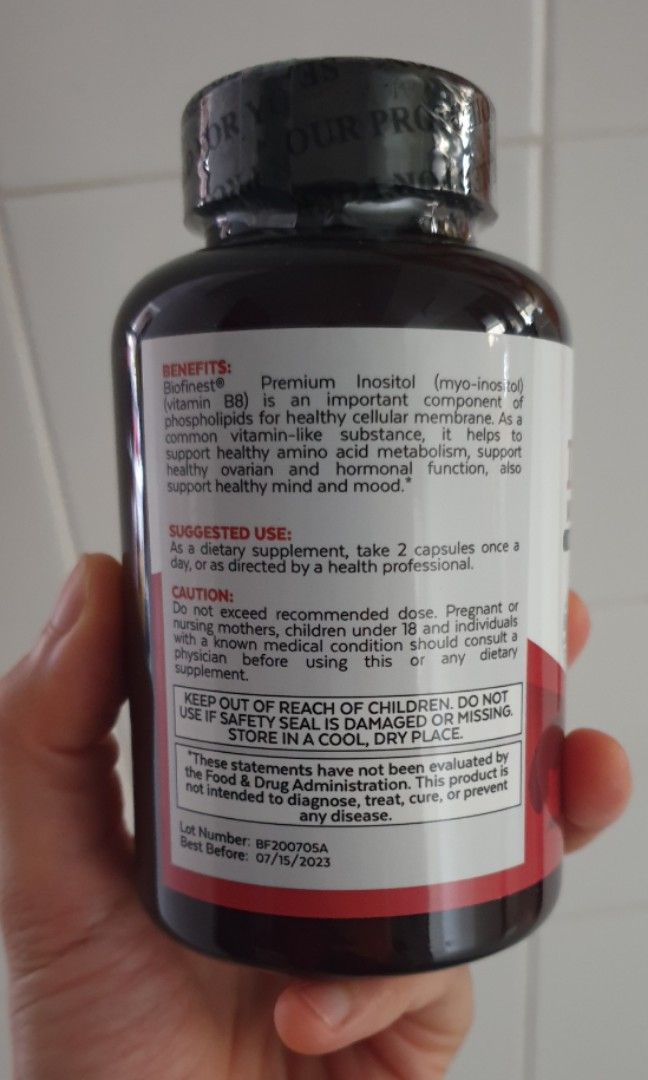 FOR YO
OUR PRO
BENEFITS:
Biofinest® Premium Inositol (myo-inositol)
(vitamin B8) is an important component of
phospholipids for healthy cellular membrane. As a
common vitamin-like substance, it helps to
support healthy amino acid metabolism, support
healthy ovarian and hormonal function, also
support healthy mind and mood.*
SUGGESTED USE:
As a dietary supplement, take 2 capsules once a
day, or as directed by a health professional.
CAUTION:
Do not exceed recommended dose. Pregnant or
nursing mothers, children under 18 and individuals
with a known medical condition should consult a
physician before using this or any dietary
supplement.
KEEP OUT OF REACH OF CHILDREN. DO NOT
USE IF SAFETY SEAL IS DAMAGED OR MISSING.
STORE IN A COOL, DRY PLACE.
*These statements have not been evaluated by
the Food & Drug Administration. This product is
not intended to diagnose, treat, cure, or prevent
any disease.
Lot Number: BF200705A
Best Before: 07/15/2023